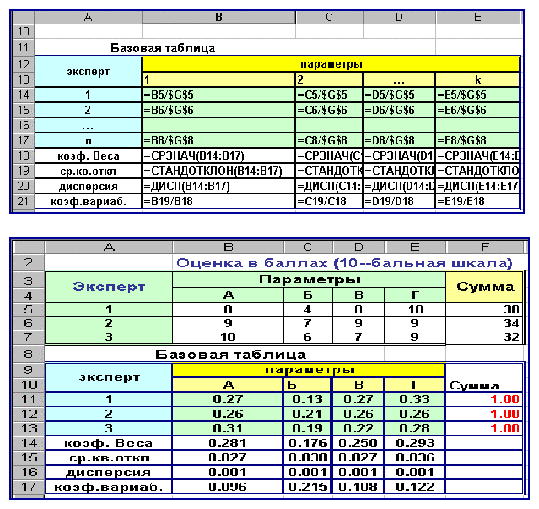 A B C D E
10
11 Базовая таблица
12 эксперт параметры
13 1 2 ... k
14 1 =B5/$G$5 =C5/$G$5 =D5/$G$5 =E5/$G$5
15 2 =B6/$G$6 =C6/$G$6 =D6/$G$6 =E6/$G$6
16 ...
17 n =B8/$G$8 =C8/$G$8 =D8/$G$8 =E8/$G$8
18 коэф. Веса =СРЗНАЧ(B14:B17) =СРЗНАЧ(C =СРЗНАЧ(D1 =СРЗНАЧ(E14:E
19 ср.кв.откл =СТАНДОТКЛОН(B14:B17) =СТАНДОТК =СТАНДОТКЛ =СТАНДОТКЛО
20 дисперсия =ДИСП(B14:B17) =ДИСП(C14: =ДИСП(D14:D =ДИСП(E14:E17
21 коэф.вариаб. =B19/B18 =C19/C18 =D19/D18 =E19/E18
A B C D E F
2 Оценка в баллах (10--бальная шкала)
3 Эксперт Параметры Сумма
4 А Б В Г
5 1 8 4 8 10 30
6 2 9 7 9 9 34
7 3 10 6 7 9 32
8 Базовая таблица
9 эксперт параметры
10 А Б В Г Сумма
11 1 0.27 0.13 0.27 0.33 1.00
12 2 0.26 0.21 0.26 0.26 1.00
13 3 0.31 0.19 0.22 0.28 1.00
14 коэф. Веса 0.281 0.176 0.250 0.293
15 ср.кв.откл 0.027 0.038 0.027 0.036
16 дисперсия 0.001 0.001 0.001 0.001
17 коэф.вариаб. 0.096 0.215 0.108 0.122